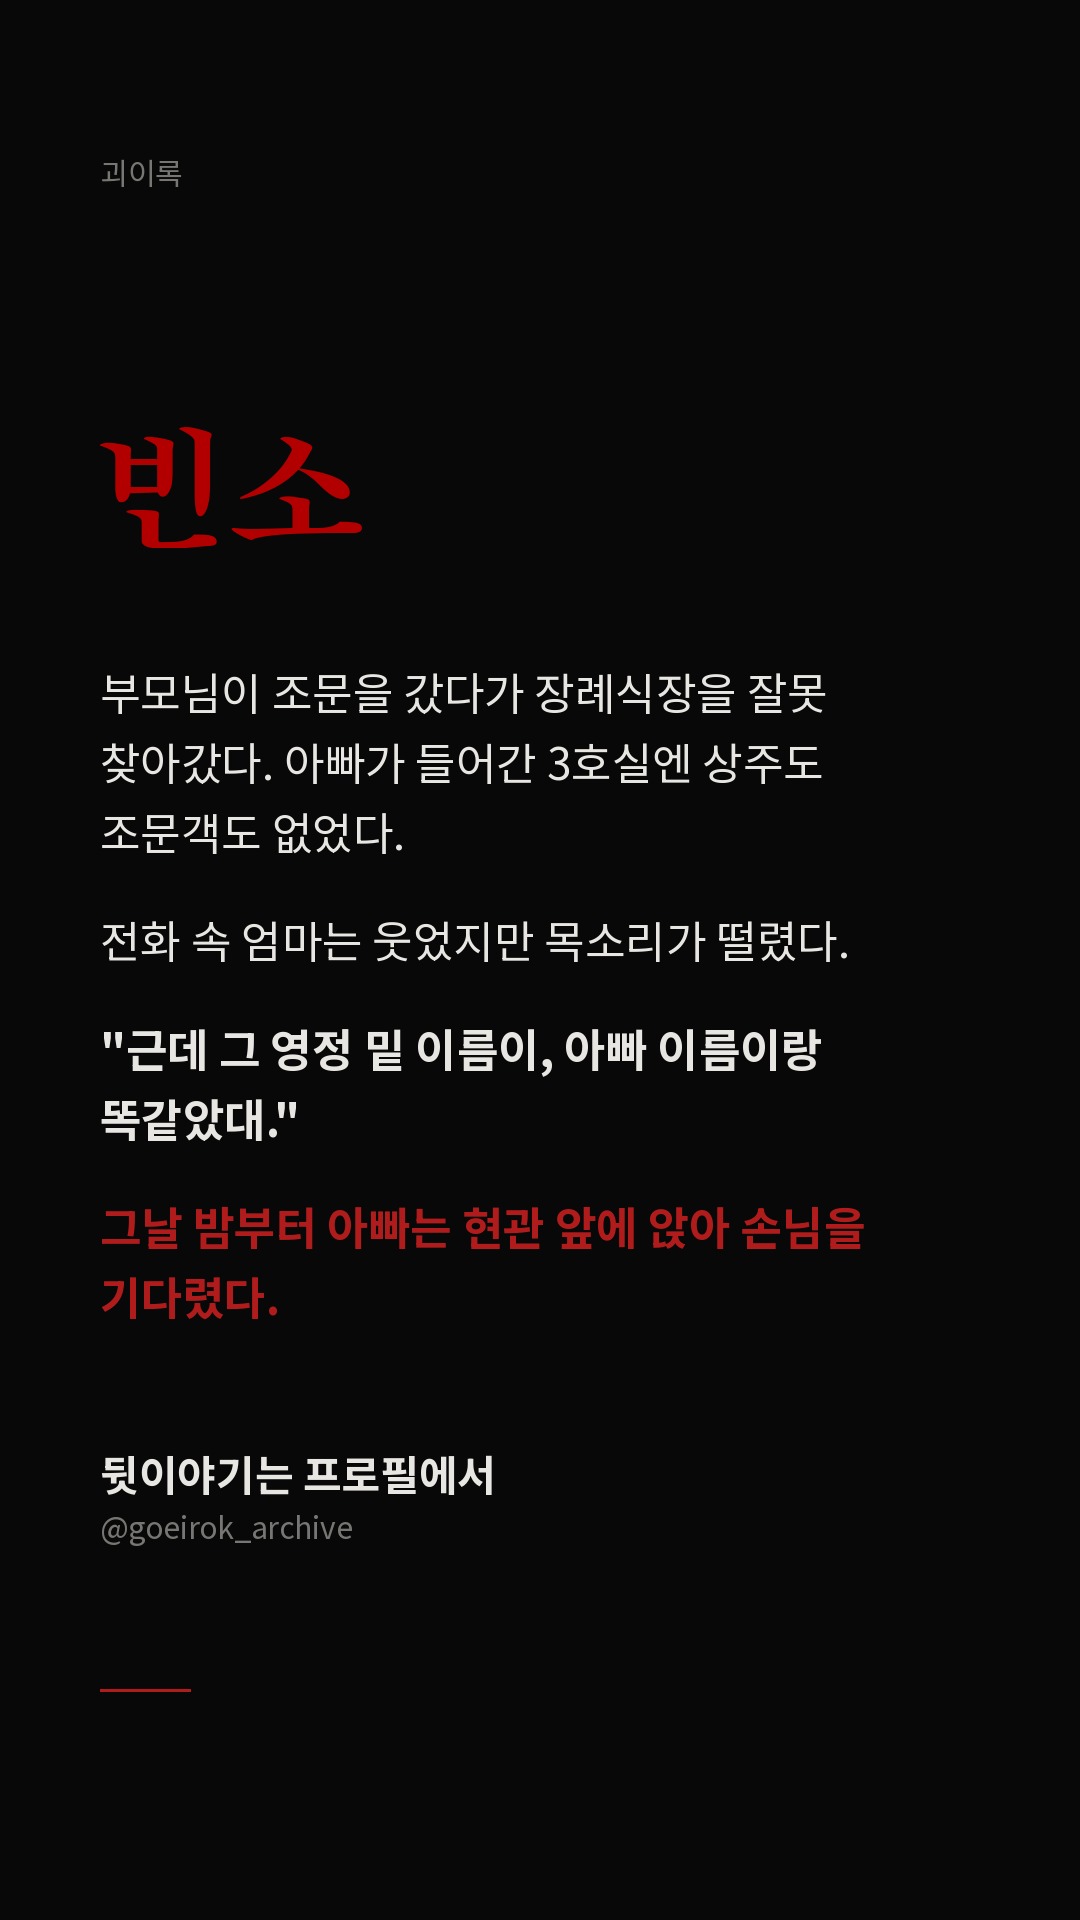 괴이록
빈소
부모님이 조문을 갔다가 장례식장을 잘못
찾아갔다. 아빠가 들어간 3호실엔 상주도
조문객도 없었다.
전화 속 엄마는 웃었지만 목소리가 떨렸다.
"근데 그 영정 밑 이름이, 아빠 이름이랑
똑같았대."
그날 밤부터 아빠는 현관 앞에 앉아 손님을
기다렸다.
뒷이야기는 프로필에서
@goeirok_archive